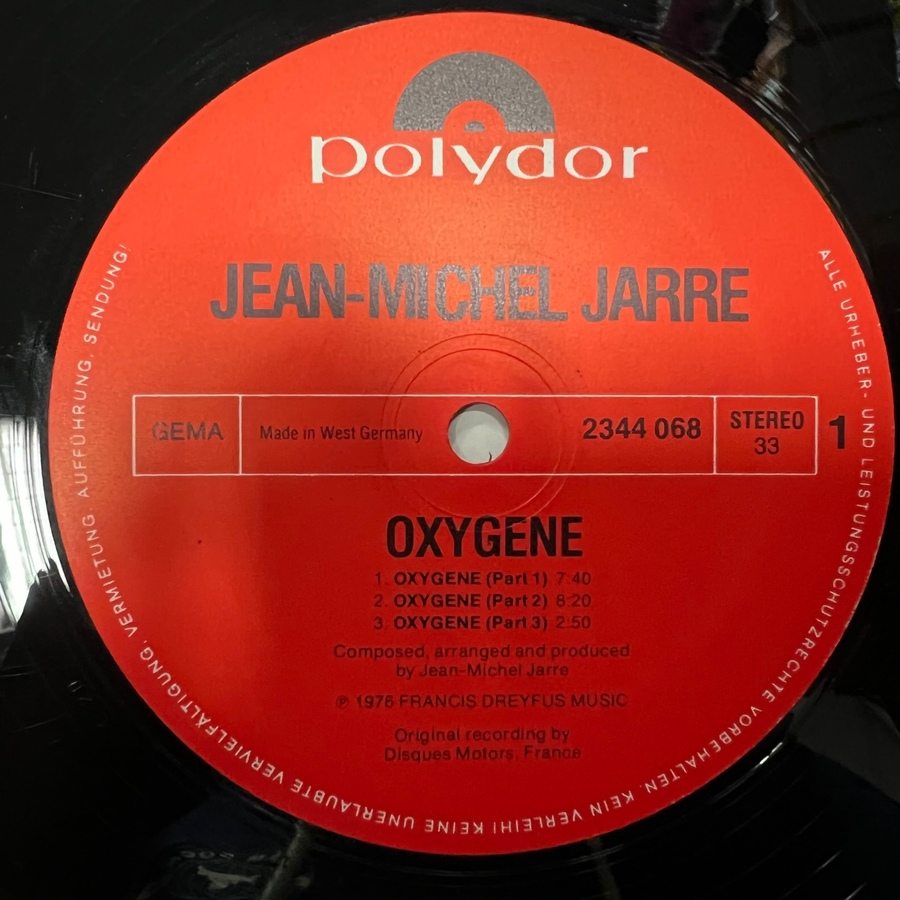 polydor
JEAN-MICHEL JARRE
GEMA
Made in West Germany
2344 068
STEREO
33
1
OXYGENE
1. OXYGENE (Part 1) 7:40
2. OXYGENE (Part 2) 8:20
3. OXYGENE (Part 3) 2:50
Composed, arranged and produced
by Jean-Michel Jarre
℗ 1976 FRANCIS DREYFUS MUSIC
Original recording by
Disques Motors, France
ALLE URHEBER- UND LEISTUNGSSCHUTZRECHTE VORBEHALTEN. KEIN VERLEIH! KEINE UNERLAUBTE VERVIELFÄLTIGUNG, VERMIETUNG, AUFFÜHRUNG, SENDUNG!